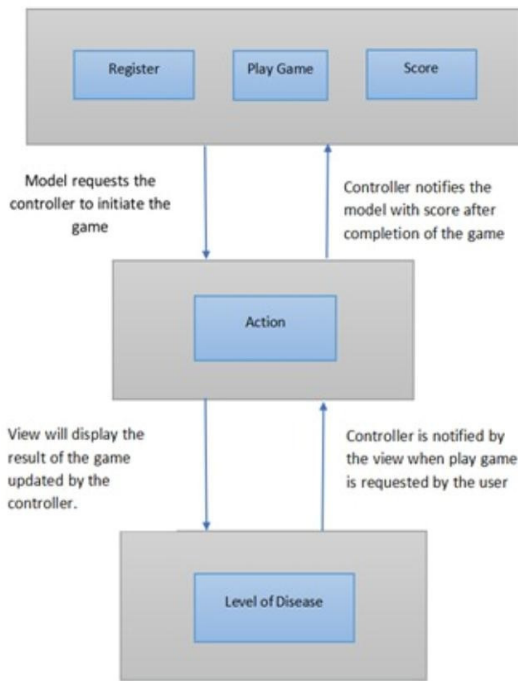 Register
Play Game
Score
Model requests the
controller to initiate the
game
Controller notifies the
model with score after
completion of the game
Action
View will display the
result of the game
updated by the
controller.
Controller is notified by
the view when play game
is requested by the user
Level of Disease